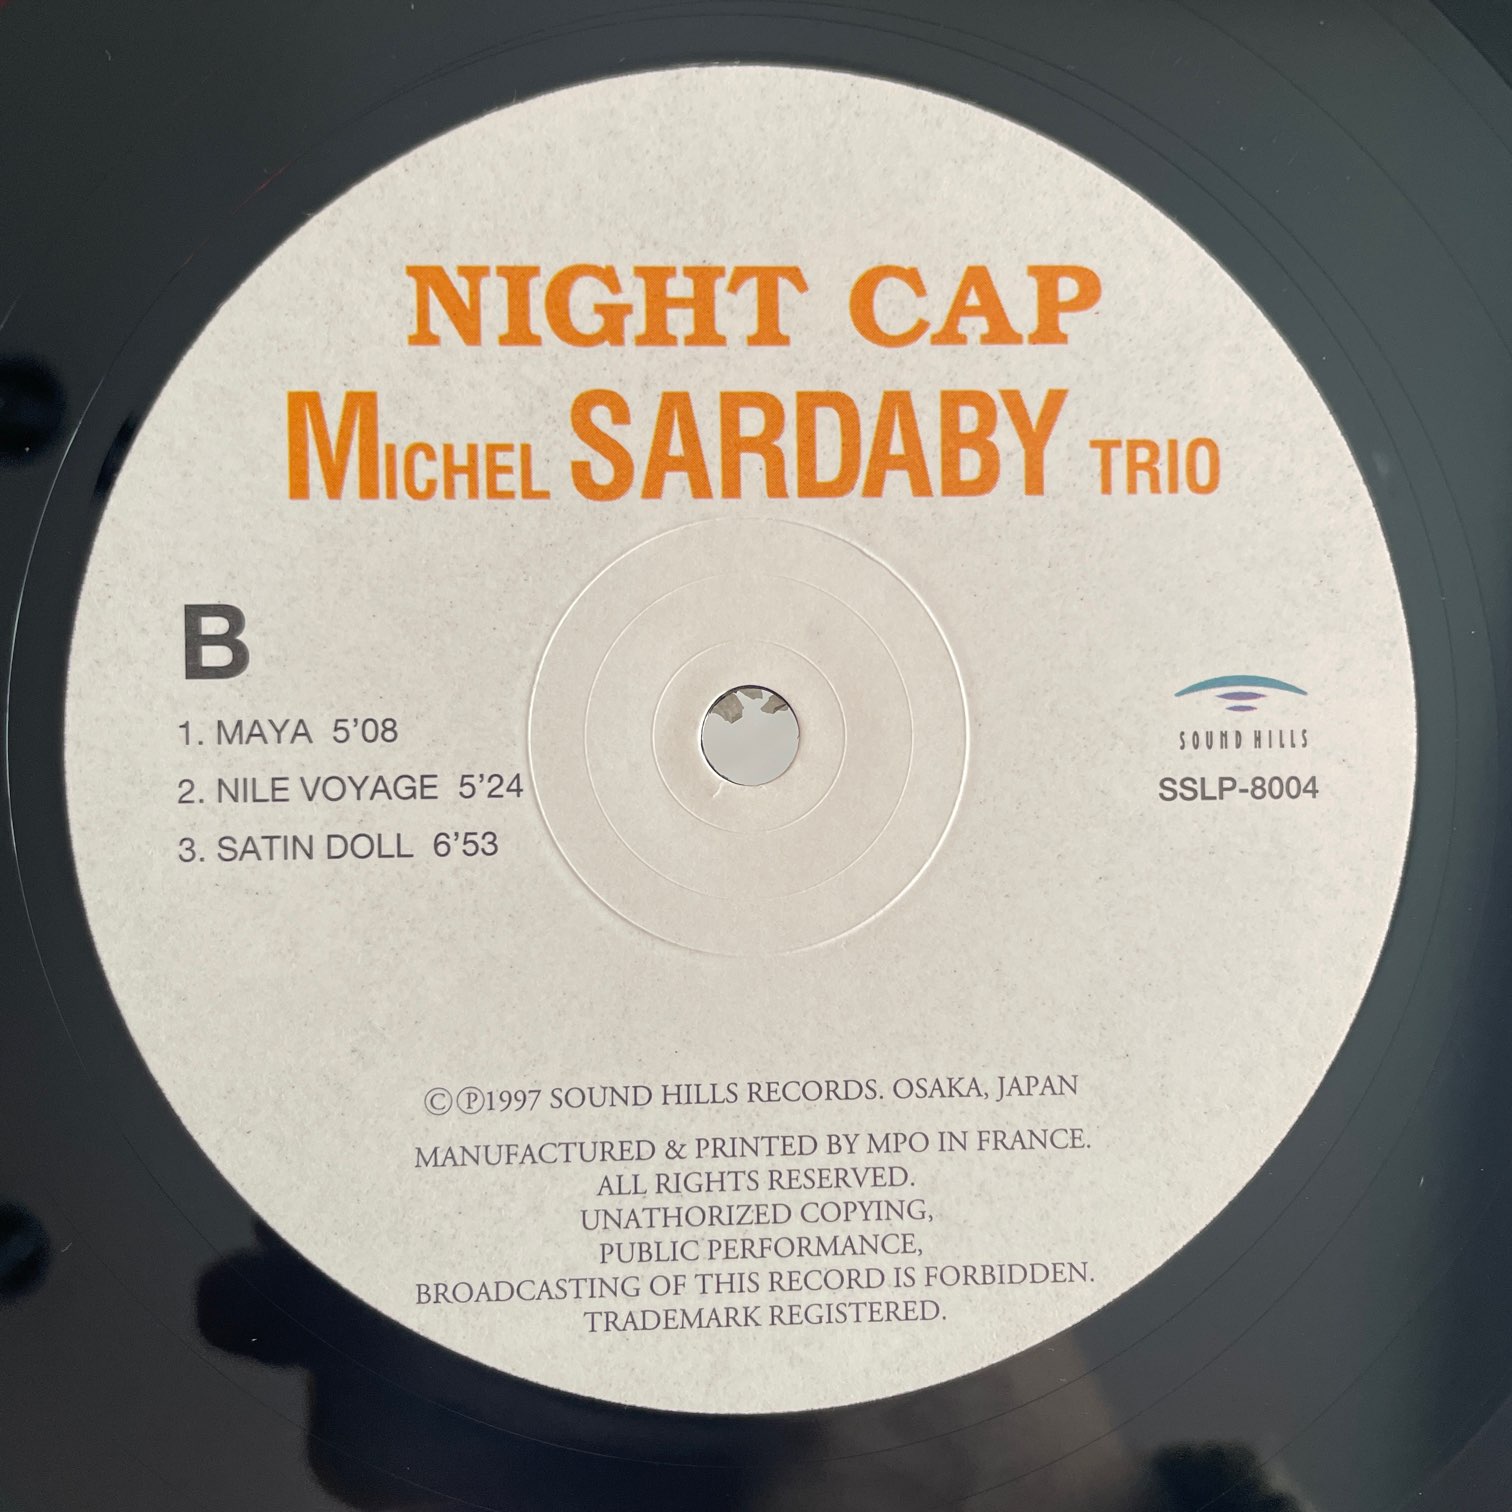 NIGHT CAP
MICHEL SARDABY TRIO
B
1. MAYA 5'08
2. NILE VOYAGE 5'24
3. SATIN DOLL 6'53
SOUND HILLS
SSLP-8004
©℗1997 SOUND HILLS RECORDS. OSAKA, JAPAN
MANUFACTURED & PRINTED BY MPO IN FRANCE.
ALL RIGHTS RESERVED.
UNATHORIZED COPYING,
PUBLIC PERFORMANCE,
BROADCASTING OF THIS RECORD IS FORBIDDEN.
TRADEMARK REGISTERED.